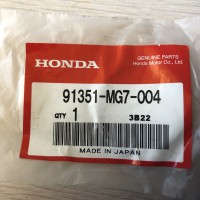 HONDA
GENUINE PARTS
Honda Motor Co., Ltd.
91351-MG7-004
QTY 1 3B22
MADE IN JAPAN